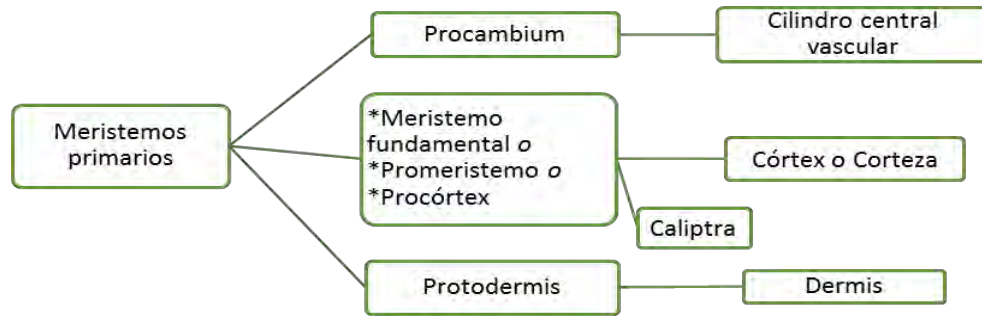 Procambium
Cilindro central
vascular
Meristemos
primarios
*Meristemo
fundamental o
*Promeristemo o
*Procórtex
Córtex o Corteza
Caliptra
Protodermis
Dermis